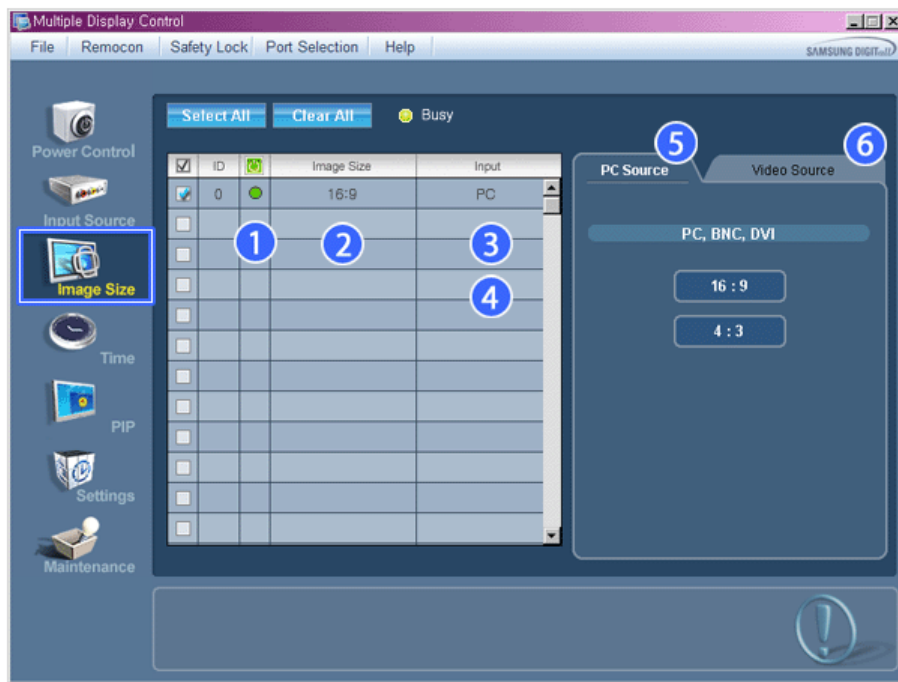 Multiple Display Control
File Remocon Safety Lock Port Selection Help
SAMSUNG DIGITall
Select All Clear All Busy
Power Control
Input Source
Image Size
Time
PIP
Settings
Maintenance
ID Image Size Input
0 16:9 PC
1 2 3
4
5 6
PC Source Video Source
PC, BNC, DVI
16 : 9
4 : 3